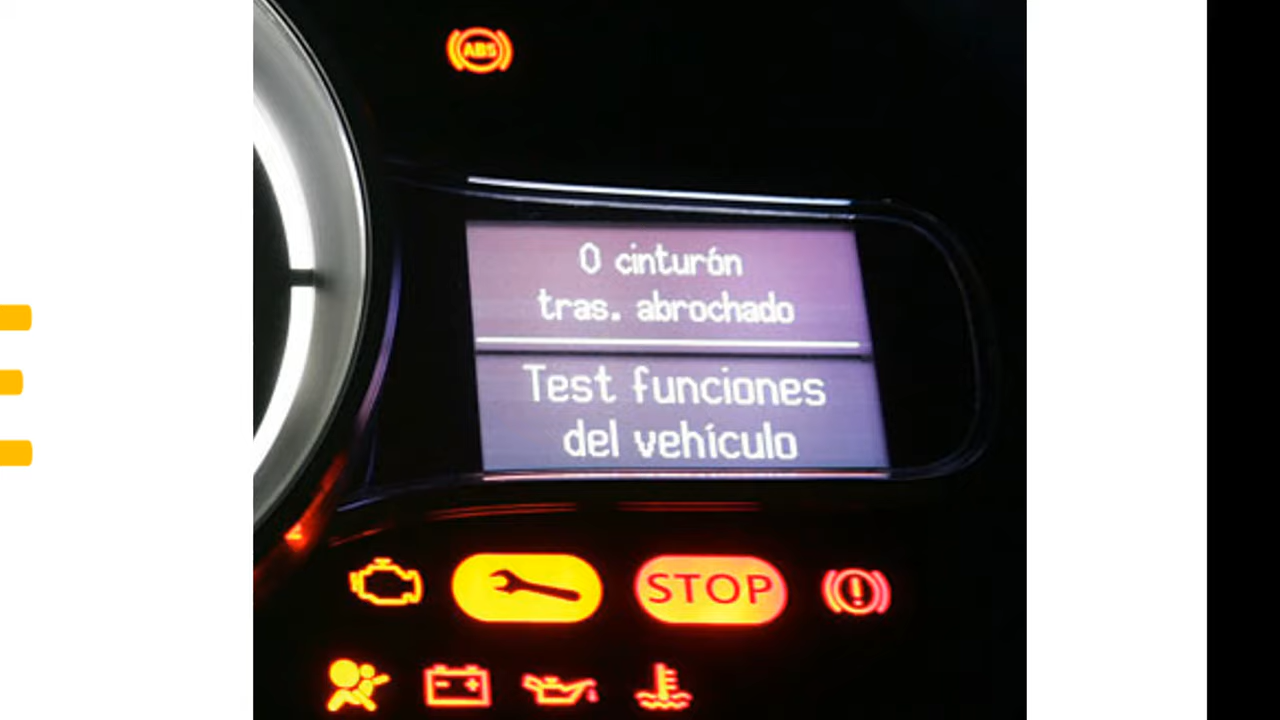 ABS
0 cinturón
tras. abrochado
Test funciones
del vehículo
STOP